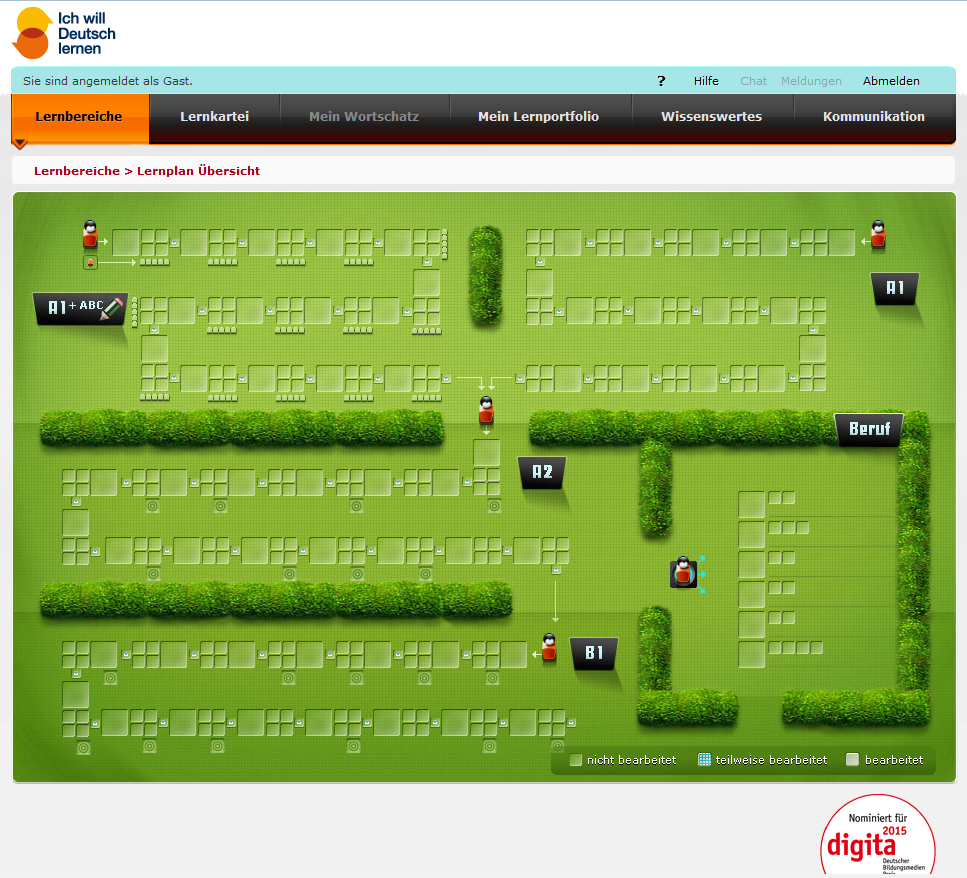 Ich will
Deutsch
lernen
Sie sind angemeldet als Gast.
? Hilfe Chat Meldungen Abmelden
Lernbereiche Lernkartei Mein Wortschatz Mein Lernportfolio Wissenswertes Kommunikation
Lernbereiche > Lernplan Übersicht
A1
A1+ABC
Beruf
A2
B1
nicht bearbeitet teilweise bearbeitet bearbeitet
Nominiert für
2015
digita
Deutscher
Bildungsmedien